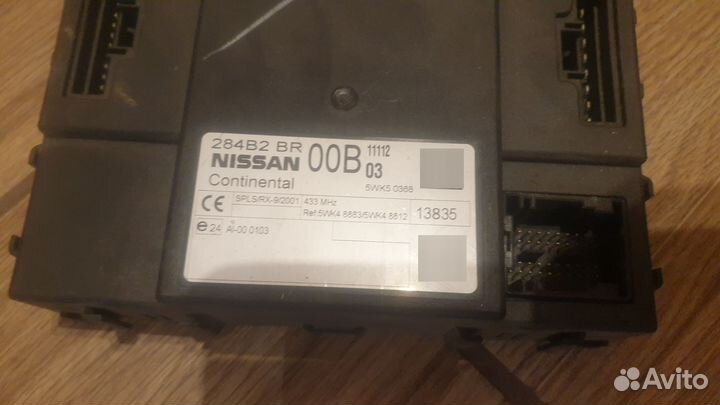 284B2 BR 00B 11112
NISSAN 03
Continental 5WK5 0368
CE SPLS/RX-9/2001 433 MHz 13835
Ref:5WK4 8883/5WK4 8812
e 24 AI-00 0103
Avito